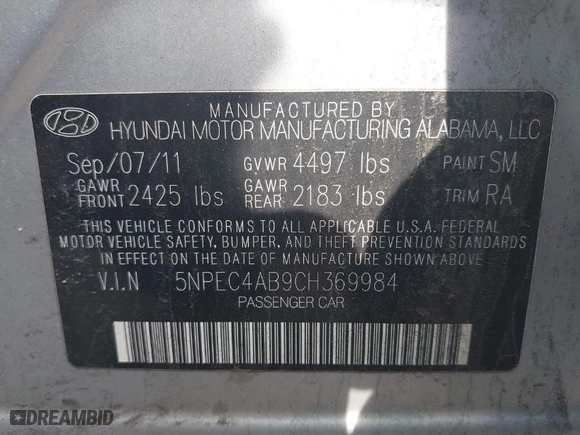 MANUFACTURED BY
HYUNDAI MOTOR MANUFACTURING ALABAMA, LLC
Sep/07/11 GVWR 4497 lbs PAINT SM
GAWR FRONT 2425 lbs GAWR REAR 2183 lbs TRIM RA
THIS VEHICLE CONFORMS TO ALL APPLICABLE U.S.A. FEDERAL
MOTOR VEHICLE SAFETY, BUMPER, AND THEFT PREVENTION STANDARDS
IN EFFECT ON THE DATE OF MANUFACTURE SHOWN ABOVE.
V.I.N 5NPEC4AB9CH369984
PASSENGER CAR
DREAMBID